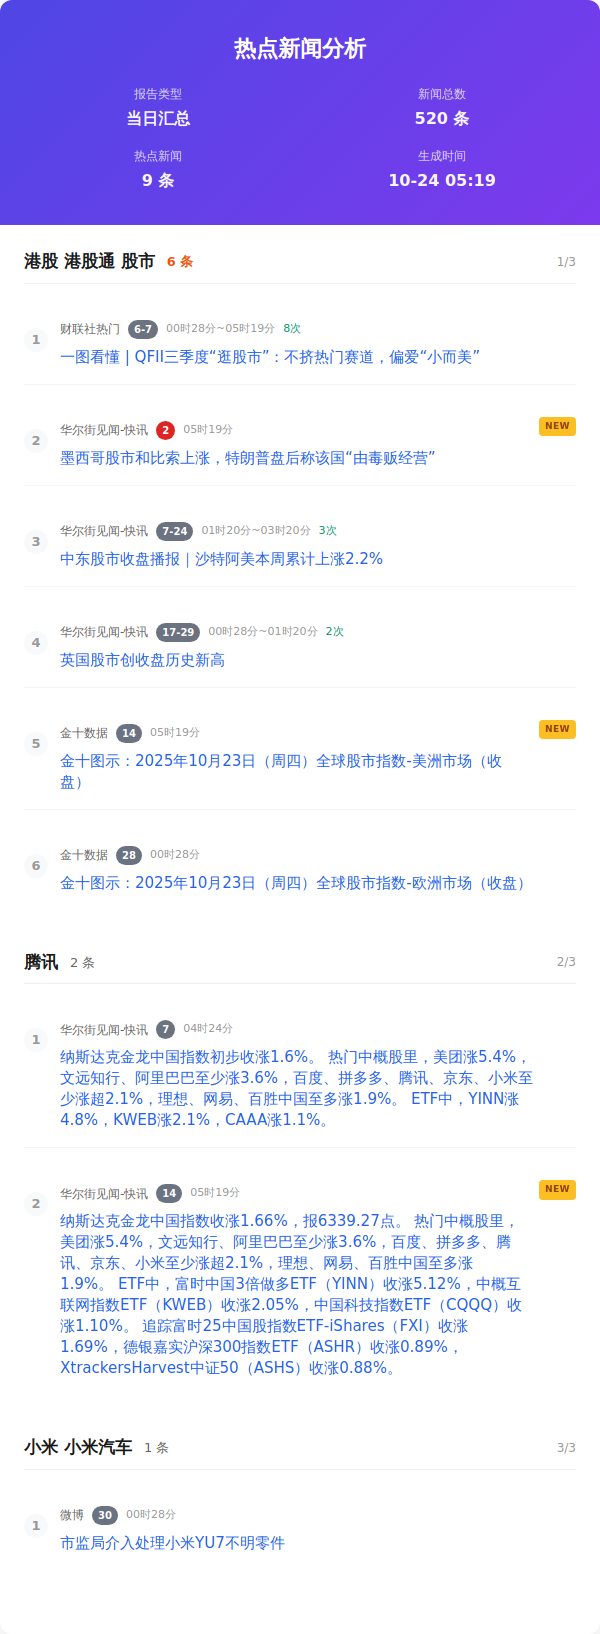 热点新闻分析
报告类型
新闻总数
当日汇总
520 条
热点新闻
生成时间
9 条
10-24 05:19
港股 港股通 股市 6 条 1/3
1 财联社热门 6-7 00时28分~05时19分 8次
一图看懂 | QFII三季度“逛股市”：不挤热门赛道，偏爱“小而美”
2 华尔街见闻-快讯 2 05时19分 NEW
墨西哥股市和比索上涨，特朗普盘后称该国“由毒贩经营”
3 华尔街见闻-快讯 7-24 01时20分~03时20分 3次
中东股市收盘播报｜沙特阿美本周累计上涨2.2%
4 华尔街见闻-快讯 17-29 00时28分~01时20分 2次
英国股市创收盘历史新高
5 金十数据 14 05时19分 NEW
金十图示：2025年10月23日（周四）全球股市指数-美洲市场（收
盘）
6 金十数据 28 00时28分
金十图示：2025年10月23日（周四）全球股市指数-欧洲市场（收盘）
腾讯 2 条 2/3
1 华尔街见闻-快讯 7 04时24分
纳斯达克金龙中国指数初步收涨1.6%。 热门中概股里，美团涨5.4%，
文远知行、阿里巴巴至少涨3.6%，百度、拼多多、腾讯、京东、小米至
少涨超2.1%，理想、网易、百胜中国至多涨1.9%。 ETF中，YINN涨
4.8%，KWEB涨2.1%，CAAA涨1.1%。
2 华尔街见闻-快讯 14 05时19分 NEW
纳斯达克金龙中国指数收涨1.66%，报6339.27点。 热门中概股里，
美团涨5.4%，文远知行、阿里巴巴至少涨3.6%，百度、拼多多、腾
讯、京东、小米至少涨超2.1%，理想、网易、百胜中国至多涨
1.9%。 ETF中，富时中国3倍做多ETF（YINN）收涨5.12%，中概互
联网指数ETF（KWEB）收涨2.05%，中国科技指数ETF（CQQQ）收
涨1.10%。 追踪富时25中国股指数ETF-iShares（FXI）收涨
1.69%，德银嘉实沪深300指数ETF（ASHR）收涨0.89%，
XtrackersHarvest中证50（ASHS）收涨0.88%。
小米 小米汽车 1 条 3/3
1 微博 30 00时28分
市监局介入处理小米YU7不明零件